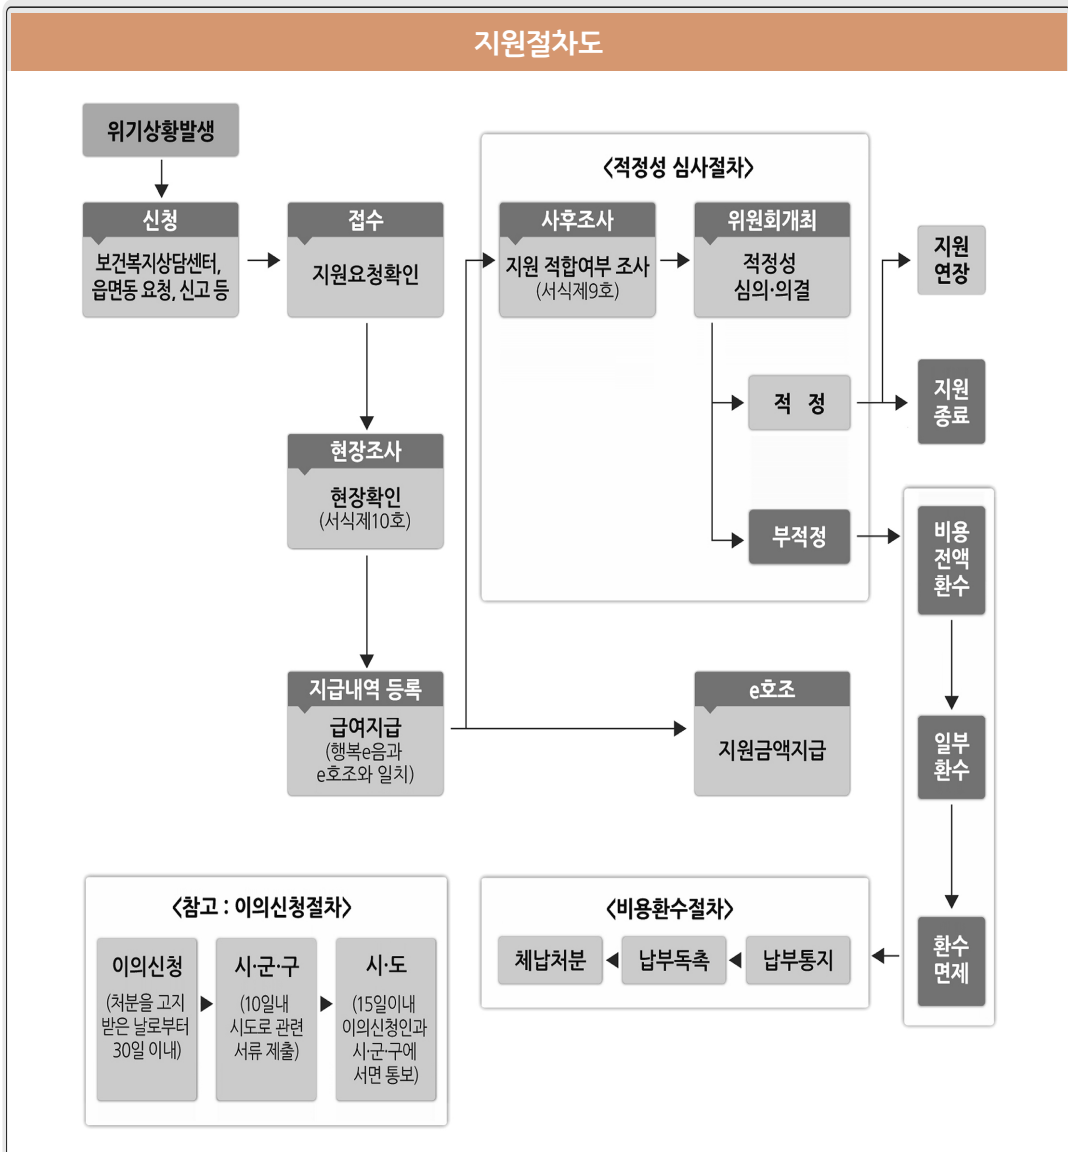 지원절차도
위기상황발생
신청
보건복지상담센터,
읍면동 요청, 신고 등
접수
지원요청확인
현장조사
현장확인
(서식제10호)
지급내역 등록
급여지급
(행복e음과
e호조와 일치)
<적정성 심사절차>
사후조사
지원 적합여부 조사
(서식제9호)
위원회개최
적정성
심의·의결
적 정
부적정
지원
연장
지원
종료
비용
전액
환수
일부
환수
환수
면제
e호조
지원금액지급
<참고 : 이의신청절차>
이의신청
(처분을 고지
받은 날로부터
30일 이내)
시·군·구
(10일내
시도로 관련
서류 제출)
시·도
(15일이내
이의신청인과
시·군·구에
서면 통보)
<비용환수절차>
체납처분
납부독촉
납부통지